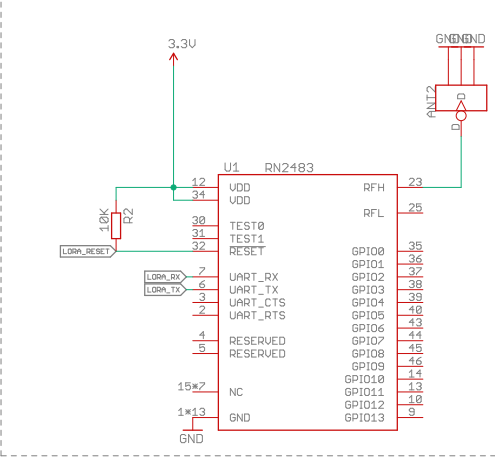 3.3V
GND GND GND
ANT2
D
D
U1 RN2483
12 VDD RFH 23
34 VDD
10K R2
RFL 25
30 TEST0
31 TEST1
LORA_RESET 32 RESET GPIO0 35
GPIO1 36
LORA_RX 7 UART_RX GPIO2 37
LORA_TX 6 UART_TX GPIO3 38
3 UART_CTS GPIO4 39
2 UART_RTS GPIO5 40
GPIO6 43
4 RESERVED GPIO7 44
5 RESERVED GPIO8 45
GPIO9 46
GPIO10 14
15*7 NC GPIO11 13
GPIO12 10
1*13 GND GPIO13 9
GND